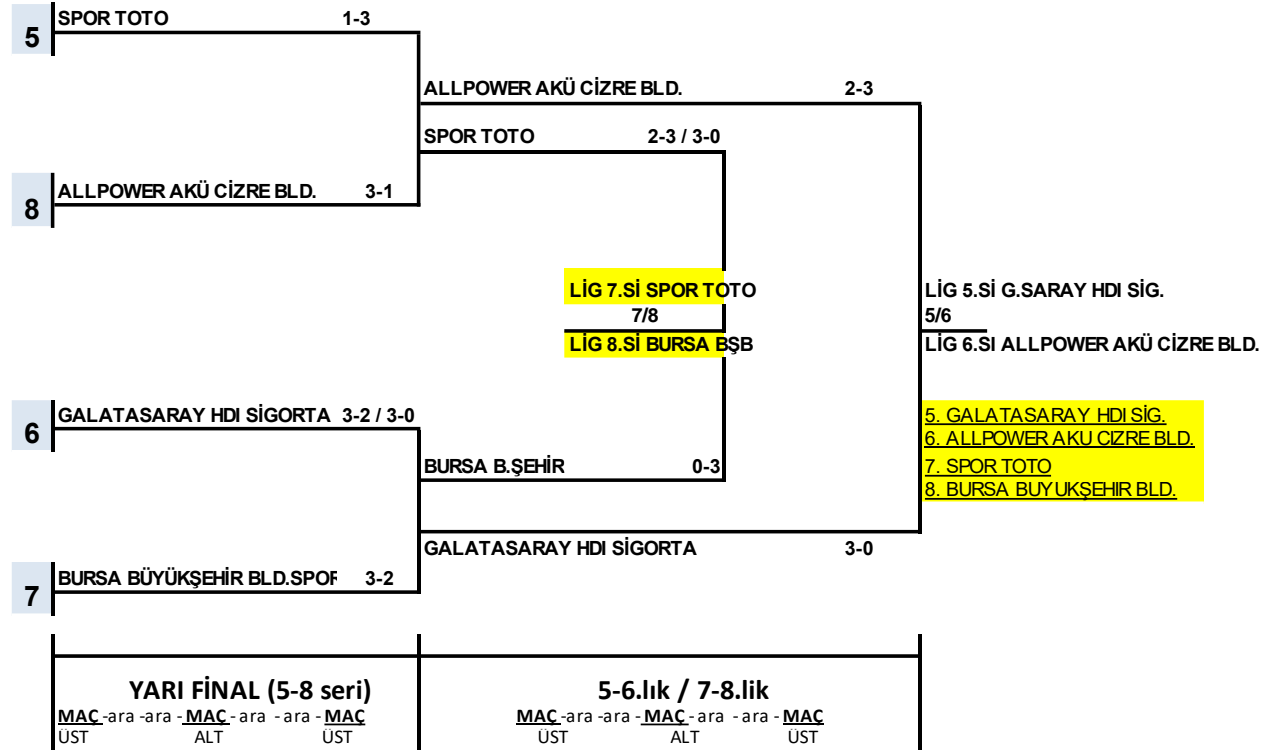 SPOR TOTO 1-3
5
ALLPOWER AKÜ CİZRE BLD. 2-3
SPOR TOTO 2-3 / 3-0
ALLPOWER AKÜ CİZRE BLD. 3-1
8
LİG 7.Sİ SPOR TOTO
7/8
LİG 8.Sİ BURSA BŞB
LİG 5.Sİ G.SARAY HDI SİG.
5/6
LİG 6.SI ALLPOWER AKÜ CİZRE BLD.
GALATASARAY HDI SİGORTA 3-2 / 3-0
6
BURSA B.ŞEHİR 0-3
5. GALATASARAY HDI SİG.
6. ALLPOWER AKU CIZRE BLD.
7. SPOR TOTO
8. BURSA BUYUKŞEHIR BLD.
GALATASARAY HDI SİGORTA 3-0
BURSA BÜYÜKŞEHİR BLD.SPOR 3-2
7
YARI FİNAL (5-8 seri)
MAÇ -ara -ara - MAÇ - ara - ara - MAÇ
ÜST ALT ÜST
5-6.lık / 7-8.lik
MAÇ -ara -ara - MAÇ - ara - ara - MAÇ
ÜST ALT ÜST